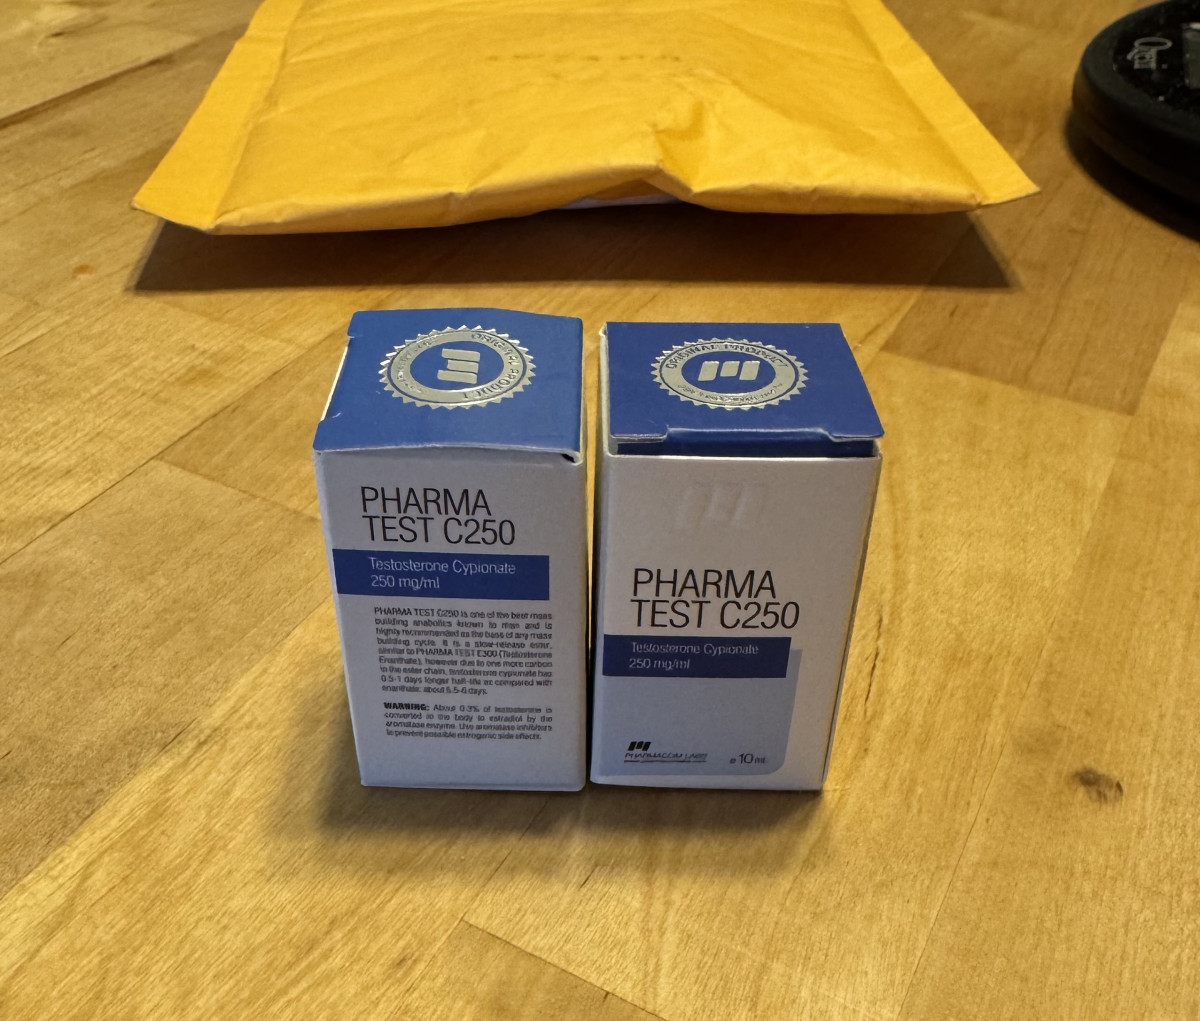 ORIGINAL PRODUCT
PHARMA
TEST C250
Testosterone Cypionate
250 mg/ml
PHARMA TEST C250 is one of the best mass
building anabolics known to man and is
highly recommended as the basis of any mass
building cycle. It is a slow-release ester,
similar to PHARMA TEST E300 (Testosterone
Enanthate), however due to one more carbon
in the ester chain, testosterone cypionate has
0.5-1 days longer half-life as compared with
enanthate: about 5.5-6 days.
WARNING: About 0.3% of testosterone is
converted in the body to estradiol by the
aromatase enzyme. Use aromatase inhibitors
to prevent possible estrogenic side effects.
ORIGINAL PRODUCT
PHARMA
TEST C250
Testosterone Cypionate
250 mg/ml
PHARMACOM LABS
10 ml